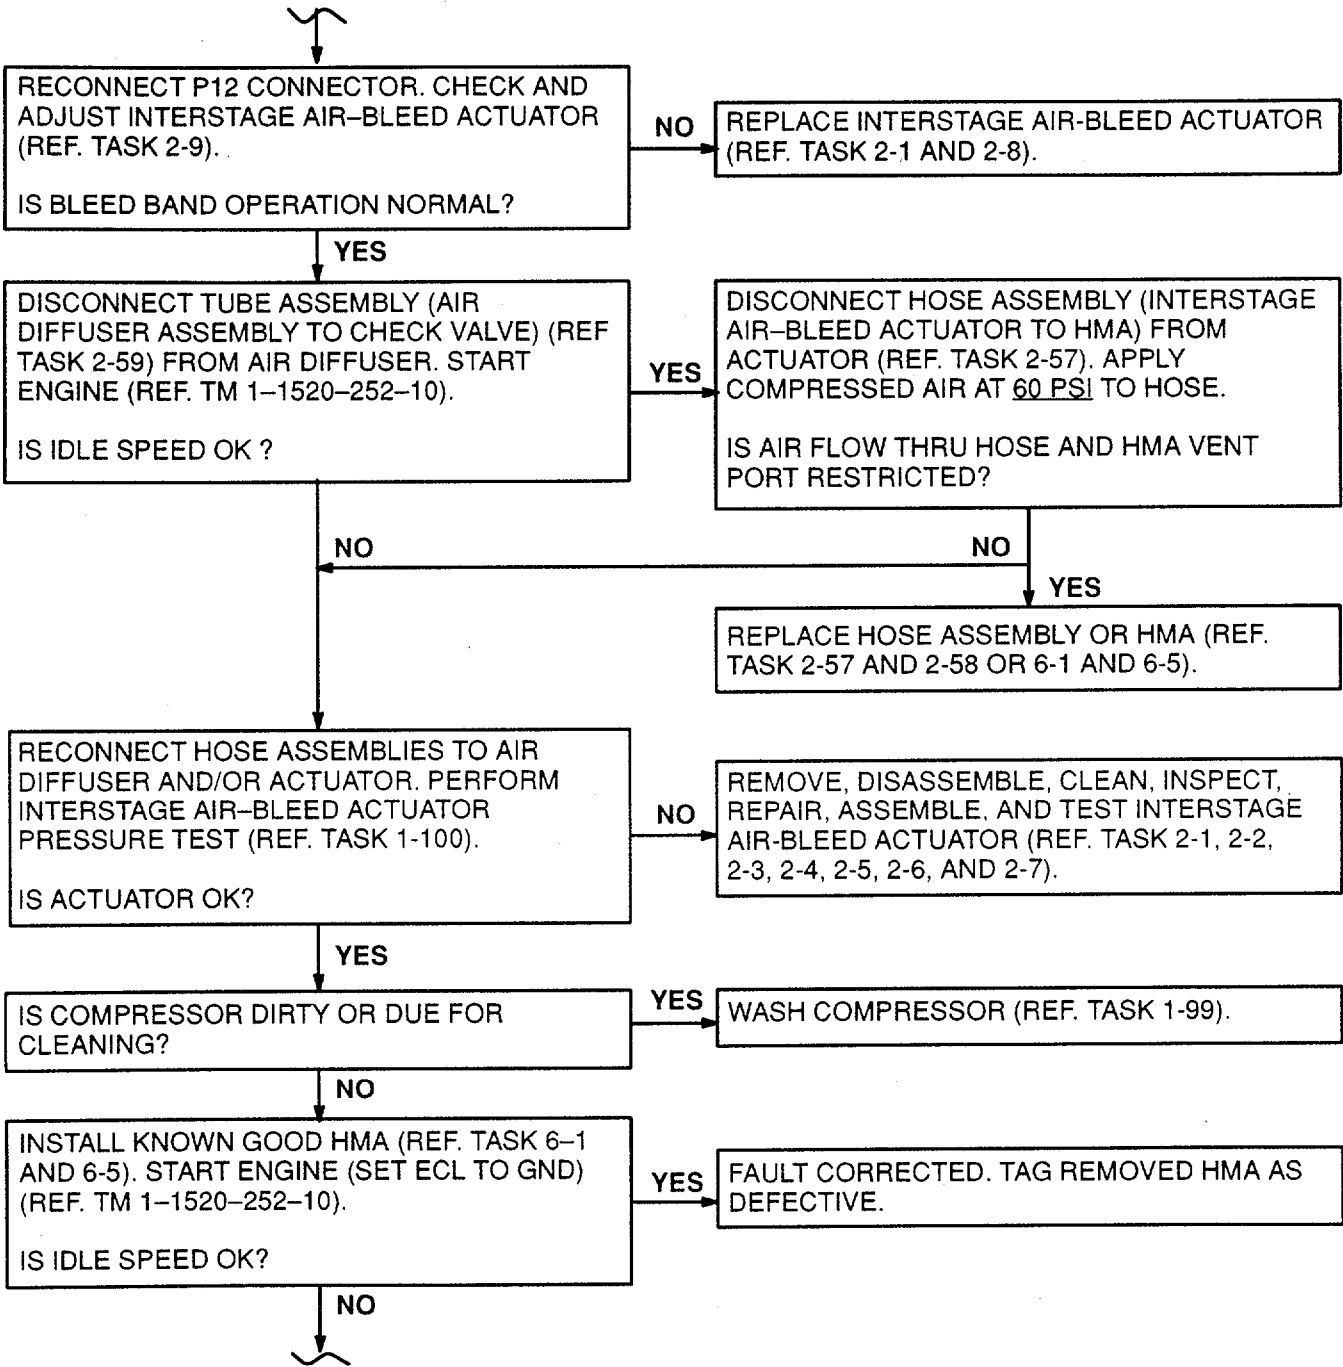 RECONNECT P12 CONNECTOR. CHECK AND
ADJUST INTERSTAGE AIR–BLEED ACTUATOR
(REF. TASK 2-9).
IS BLEED BAND OPERATION NORMAL?
NO
REPLACE INTERSTAGE AIR-BLEED ACTUATOR
(REF. TASK 2-1 AND 2-8).
YES
DISCONNECT TUBE ASSEMBLY (AIR
DIFFUSER ASSEMBLY TO CHECK VALVE) (REF
TASK 2-59) FROM AIR DIFFUSER. START
ENGINE (REF. TM 1–1520–252–10).
IS IDLE SPEED OK ?
YES
DISCONNECT HOSE ASSEMBLY (INTERSTAGE
AIR–BLEED ACTUATOR TO HMA) FROM
ACTUATOR (REF. TASK 2-57). APPLY
COMPRESSED AIR AT 60 PSI TO HOSE.
IS AIR FLOW THRU HOSE AND HMA VENT
PORT RESTRICTED?
NO
NO
YES
REPLACE HOSE ASSEMBLY OR HMA (REF.
TASK 2-57 AND 2-58 OR 6-1 AND 6-5).
RECONNECT HOSE ASSEMBLIES TO AIR
DIFFUSER AND/OR ACTUATOR. PERFORM
INTERSTAGE AIR–BLEED ACTUATOR
PRESSURE TEST (REF. TASK 1-100).
IS ACTUATOR OK?
NO
REMOVE, DISASSEMBLE, CLEAN, INSPECT,
REPAIR, ASSEMBLE, AND TEST INTERSTAGE
AIR-BLEED ACTUATOR (REF. TASK 2-1, 2-2,
2-3, 2-4, 2-5, 2-6, AND 2-7).
YES
IS COMPRESSOR DIRTY OR DUE FOR
CLEANING?
YES
WASH COMPRESSOR (REF. TASK 1-99).
NO
INSTALL KNOWN GOOD HMA (REF. TASK 6–1
AND 6-5). START ENGINE (SET ECL TO GND)
(REF. TM 1–1520–252–10).
IS IDLE SPEED OK?
YES
FAULT CORRECTED. TAG REMOVED HMA AS
DEFECTIVE.
NO